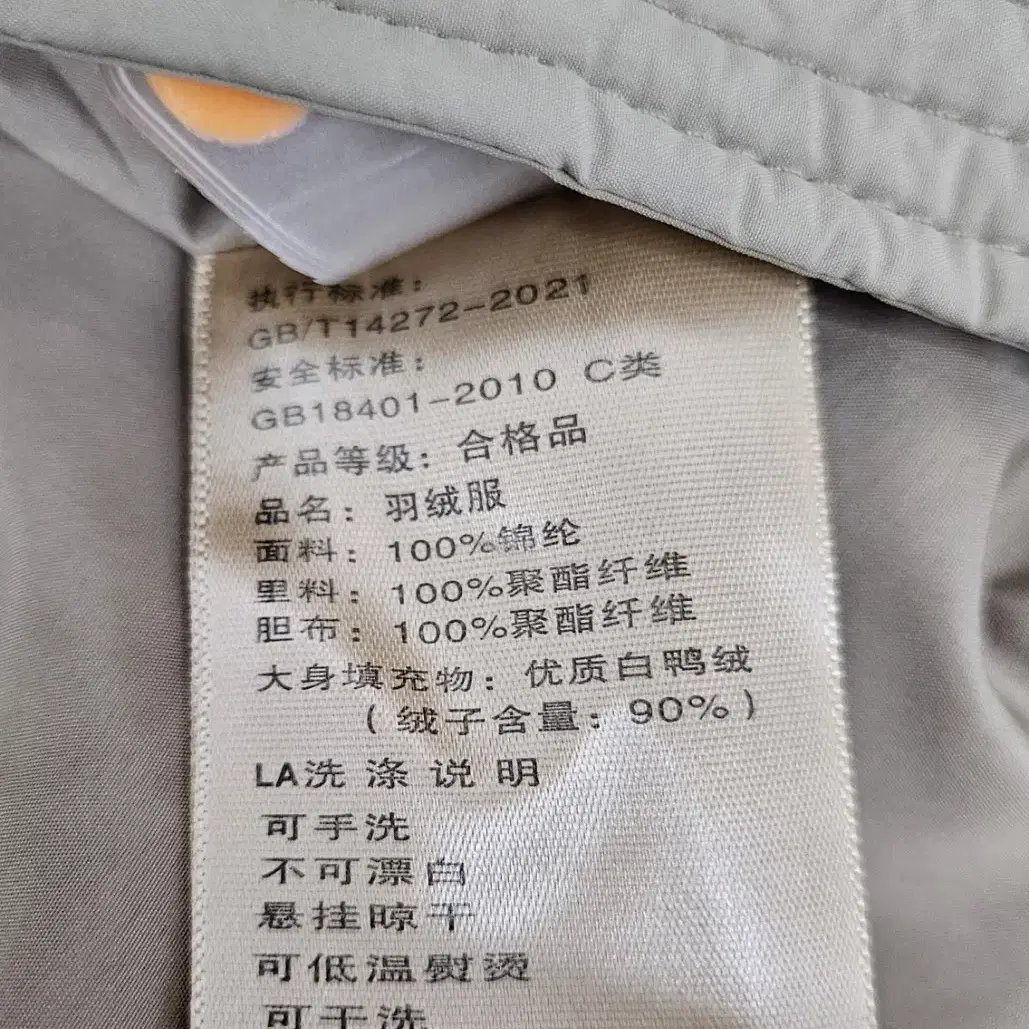 执行标准：
GB/T14272-2021
安全标准：
GB18401-2010 C类
产品等级：合格品
品名：羽绒服
面料：100%锦纶
里料：100%聚酯纤维
胆布：100%聚酯纤维
大身填充物：优质白鸭绒
（绒子含量：90%）
LA洗涤说明
可手洗
不可漂白
悬挂晾干
可低温熨烫
可干洗